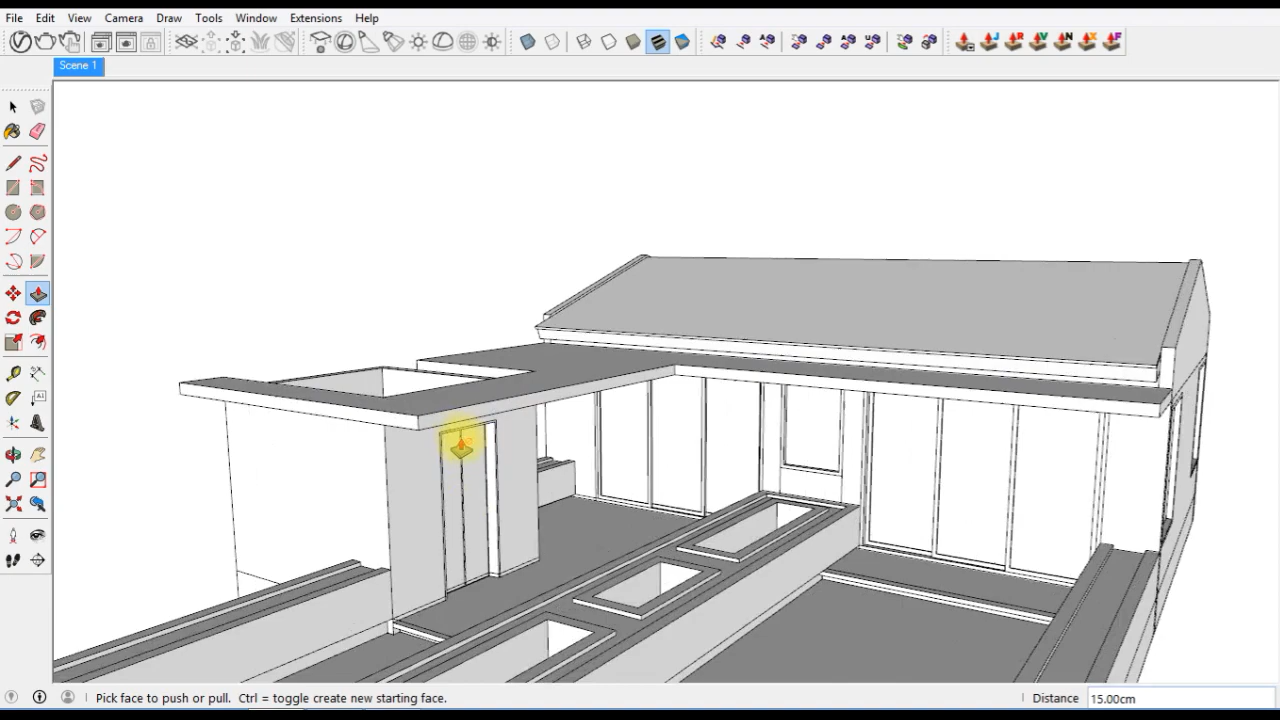 File Edit View Camera Draw Tools Window Extensions Help
Scene 1
Pick face to push or pull. Ctrl = toggle create new starting face. Distance 15.00cm